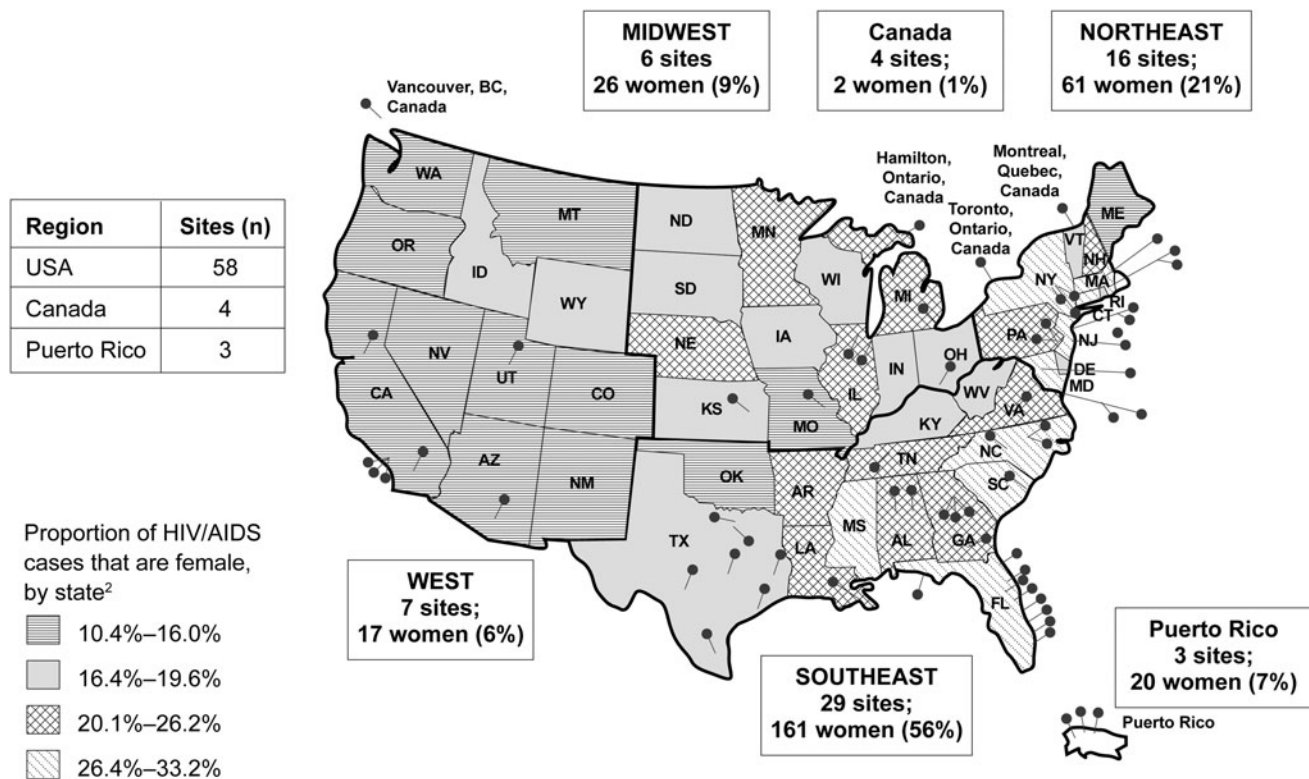 MIDWEST
6 sites
26 women (9%)
Canada
4 sites;
2 women (1%)
NORTHEAST
16 sites;
61 women (21%)
Vancouver, BC,
Canada
Hamilton,
Ontario,
Canada
Montreal,
Quebec,
Canada
Toronto,
Ontario,
Canada
Region Sites (n)
USA 58
Canada 4
Puerto Rico 3
WA
MT
ND
MN
ME
VT
NH
OR
ID
SD
WI
MI
NY
MA
RI
CT
WY
NE
IA
PA
NJ
NV
UT
CO
IL
IN
OH
DE
MD
CA
KS
MO
WV
VA
KY
AZ
NM
OK
AR
TN
NC
SC
TX
LA
MS
AL
GA
FL
Proportion of HIV/AIDS
cases that are female,
by state2
10.4%–16.0%
16.4%–19.6%
20.1%–26.2%
26.4%–33.2%
WEST
7 sites;
17 women (6%)
SOUTHEAST
29 sites;
161 women (56%)
Puerto Rico
3 sites;
20 women (7%)
Puerto Rico